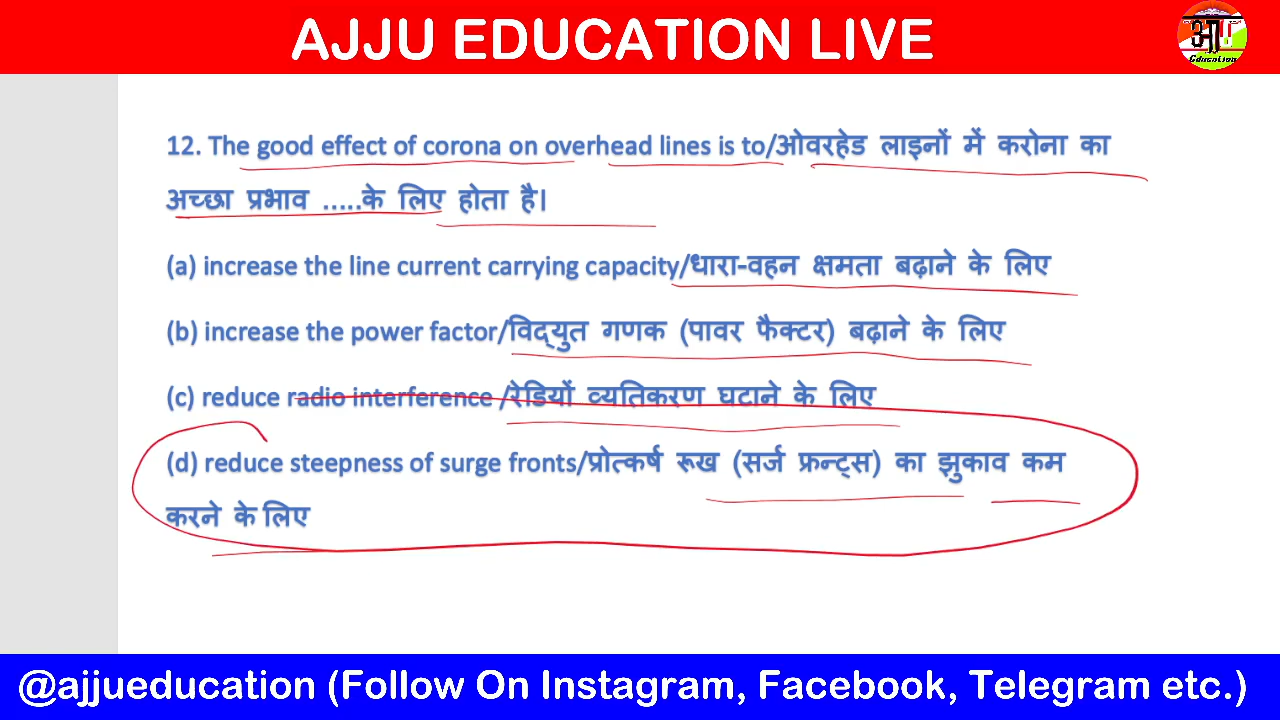 AJJU EDUCATION LIVE
Education
12. The good effect of corona on overhead lines is to/ओवरहेड लाइनों में करोना का
अच्छा प्रभाव .....के लिए होता है।
(a) increase the line current carrying capacity/धारा-वहन क्षमता बढ़ाने के लिए
(b) increase the power factor/विद्युत गणक (पावर फैक्टर) बढ़ाने के लिए
(c) reduce radio interference /रेडियों व्यतिकरण घटाने के लिए
(d) reduce steepness of surge fronts/प्रोत्कर्ष रूख (सर्ज फ्रन्ट्स) का झुकाव कम
करने के लिए
@ajjueducation (Follow On Instagram, Facebook, Telegram etc.)